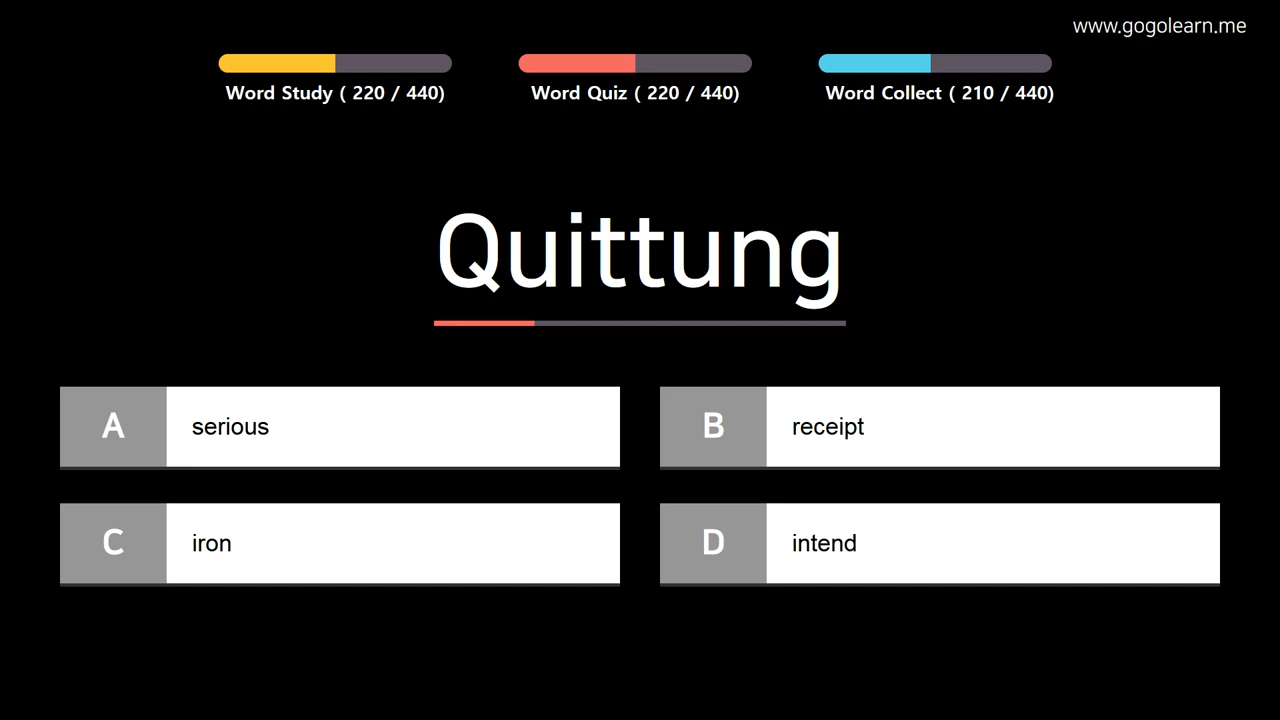 www.gogolearn.me
Word Study ( 220 / 440)
Word Quiz ( 220 / 440)
Word Collect ( 210 / 440)
Quittung
A
serious
B
receipt
C
iron
D
intend